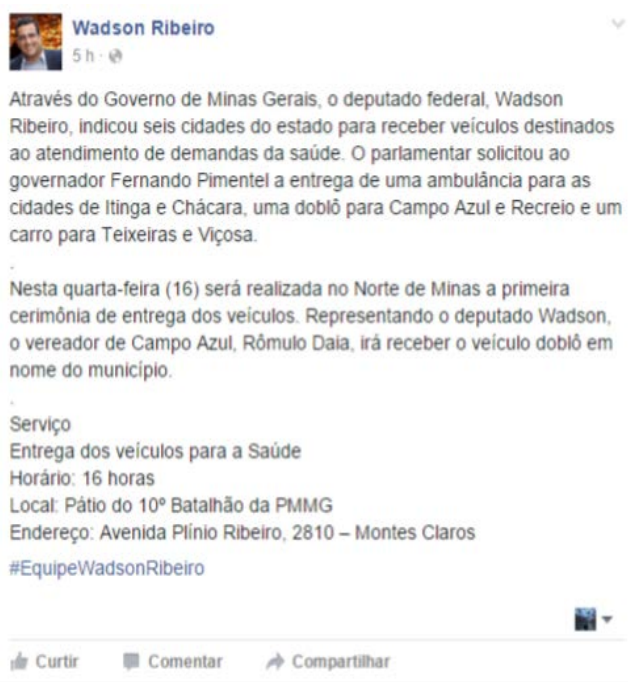 Wadson Ribeiro
5 h ·
Através do Governo de Minas Gerais, o deputado federal, Wadson
Ribeiro, indicou seis cidades do estado para receber veículos destinados
ao atendimento de demandas da saúde. O parlamentar solicitou ao
governador Fernando Pimentel a entrega de uma ambulância para as
cidades de Itinga e Chácara, uma doblô para Campo Azul e Recreio e um
carro para Teixeiras e Viçosa.
.
Nesta quarta-feira (16) será realizada no Norte de Minas a primeira
cerimônia de entrega dos veículos. Representando o deputado Wadson,
o vereador de Campo Azul, Rômulo Daia, irá receber o veículo doblô em
nome do município.
.
Serviço
Entrega dos veículos para a Saúde
Horário: 16 horas
Local: Pátio do 10º Batalhão da PMMG
Endereço: Avenida Plínio Ribeiro, 2810 – Montes Claros
#EquipeWadsonRibeiro
Curtir Comentar Compartilhar